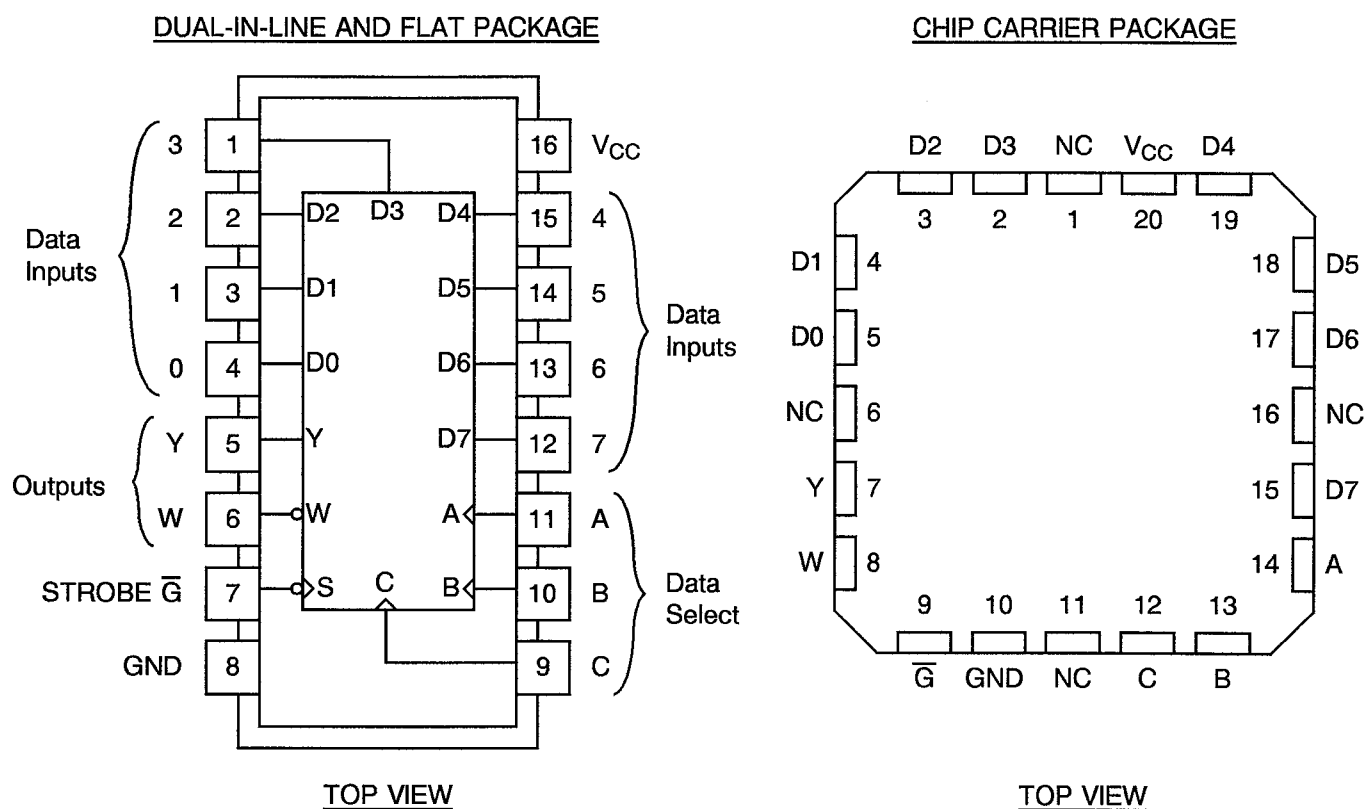 DUAL-IN-LINE AND FLAT PACKAGE
3 1 16 VCC
2 2 D2 D3 D4 15 4
Data
Inputs
1 3 D1 D5 14 5
Data
Inputs
0 4 D0 D6 13 6
Y 5 Y D7 12 7
Outputs
W 6 W A 11 A
STROBE G̅ 7 S C B 10 B
Data
Select
GND 8 9 C
TOP VIEW
CHIP CARRIER PACKAGE
D2 D3 NC VCC D4
3 2 1 20 19
D1 4 18 D5
D0 5 17 D6
NC 6 16 NC
Y 7 15 D7
W 8 14 A
9 10 11 12 13
G̅ GND NC C B
TOP VIEW